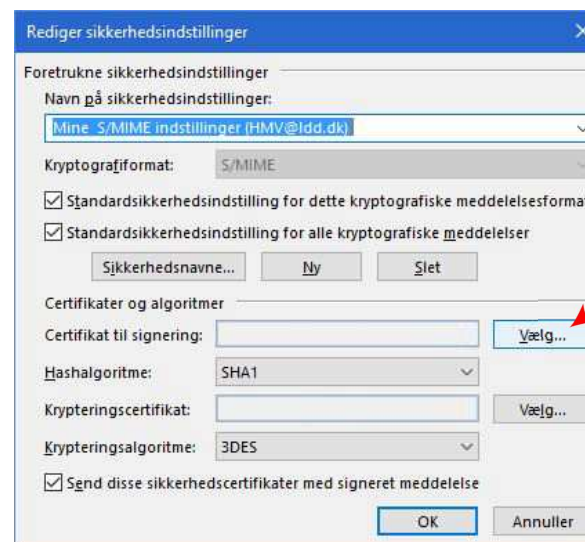 Rediger sikkerhedsindstillinger
Foretrukne sikkerhedsindstillinger
Navn på sikkerhedsindstillinger:
Mine S/MIME indstillinger (HMV@ldd.dk)
Kryptografiformat: S/MIME
Standardsikkerhedsindstilling for dette kryptografiske meddelelsesformat
Standardsikkerhedsindstilling for alle kryptografiske meddelelser
Sikkerhedsnavne... Ny Slet
Certifikater og algoritmer
Certifikat til signering: Vælg...
Hashalgoritme: SHA1
Krypteringscertifikat: Vælg...
Krypteringsalgoritme: 3DES
Send disse sikkerhedscertifikater med signeret meddelelse
OK Annuller